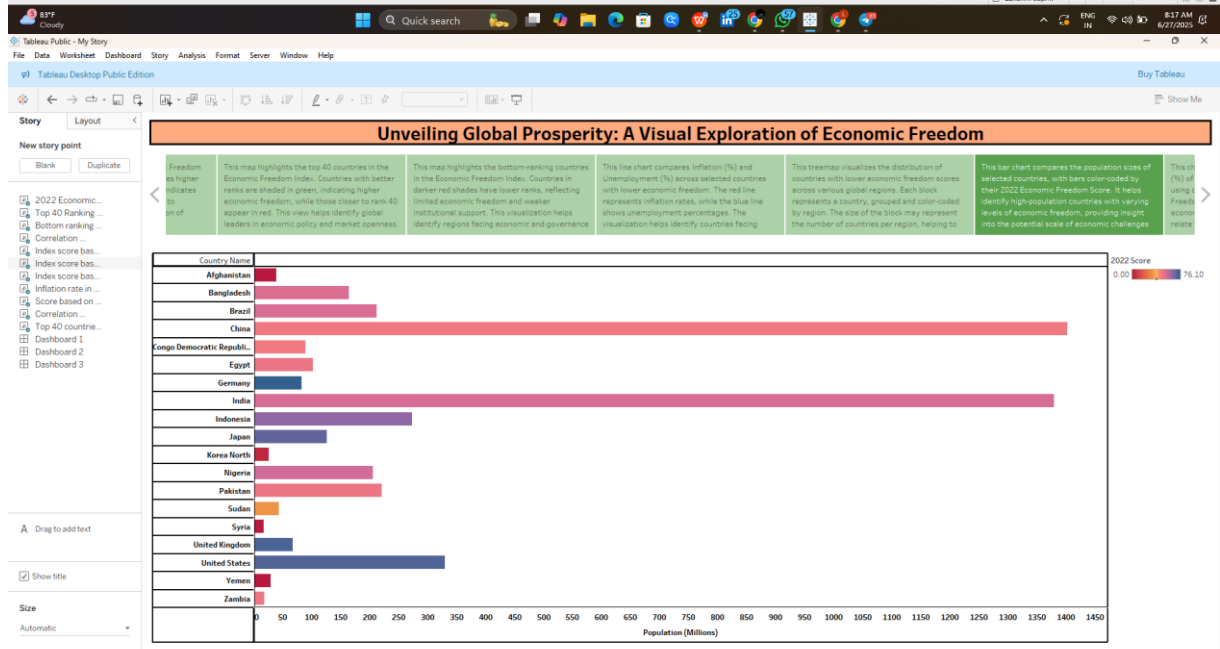 83°F
Cloudy
Quick search
ENG
IN
8:17 AM
6/27/2025
Tableau Public - My Story
File Data Worksheet Dashboard Story Analysis Format Server Window Help
Tableau Desktop Public Edition
Buy Tableau
Show Me
Story Layout
New story point
Blank Duplicate
2022 Economic...
Top 40 Ranking ...
Bottom ranking ...
Correlation ...
Index score bas...
Index score bas...
Index score bas...
Inflation rate in ...
Score based on ...
Correlation ...
Top 40 countrie...
Dashboard 1
Dashboard 2
Dashboard 3
Drag to add text
Show title
Size
Automatic
Unveiling Global Prosperity: A Visual Exploration of Economic Freedom
Freedom
es higher
ndicates
to
on of
This map highlights the top 40 countries in the
Economic Freedom Index. Countries with better
ranks are shaded in green, indicating higher
economic freedom, while those closer to rank 40
appear in red. This view helps identify global
leaders in economic policy and market openness.
This map highlights the bottom-ranking countries
in the Economic Freedom Index. Countries in
darker red shades have lower ranks, reflecting
limited economic freedom and weaker
institutional support. This visualization helps
identify regions facing economic and governance
This line chart compares Inflation (%) and
Unemployment (%) across selected countries
with lower economic freedom. The red line
represents inflation rates, while the blue line
shows unemployment percentages. The
visualization helps identify countries facing
This treemap visualizes the distribution of
countries with lower economic freedom scores
across various global regions. Each block
represents a country, grouped and color-coded
by region. The size of the block may represent
the number of countries per region, helping to
This bar chart compares the population sizes of
selected countries, with bars color-coded by
their 2022 Economic Freedom Score. It helps
identify high-population countries with varying
levels of economic freedom, providing insight
into the potential scale of economic challenges
This ch
(%) of
using c
Freedo
econor
relate
Country Name
Afghanistan
Bangladesh
Brazil
China
Congo Democratic Republi...
Egypt
Germany
India
Indonesia
Japan
Korea North
Nigeria
Pakistan
Sudan
Syria
United Kingdom
United States
Yemen
Zambia
0 50 100 150 200 250 300 350 400 450 500 550 600 650 700 750 800 850 900 950 1000 1050 1100 1150 1200 1250 1300 1350 1400 1450
Population (Millions)
2022 Score
0.00 76.10